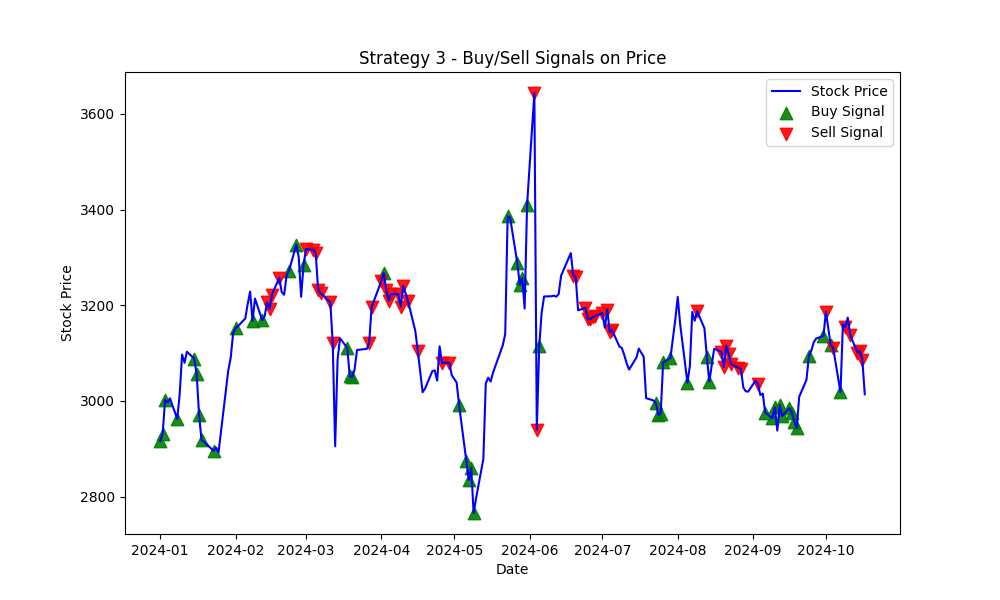 Strategy 3 - Buy/Sell Signals on Price
Stock Price
Buy Signal
Sell Signal
3600
3400
3200
3000
2800
Stock Price
2024-01 2024-02 2024-03 2024-04 2024-05 2024-06 2024-07 2024-08 2024-09 2024-10
Date